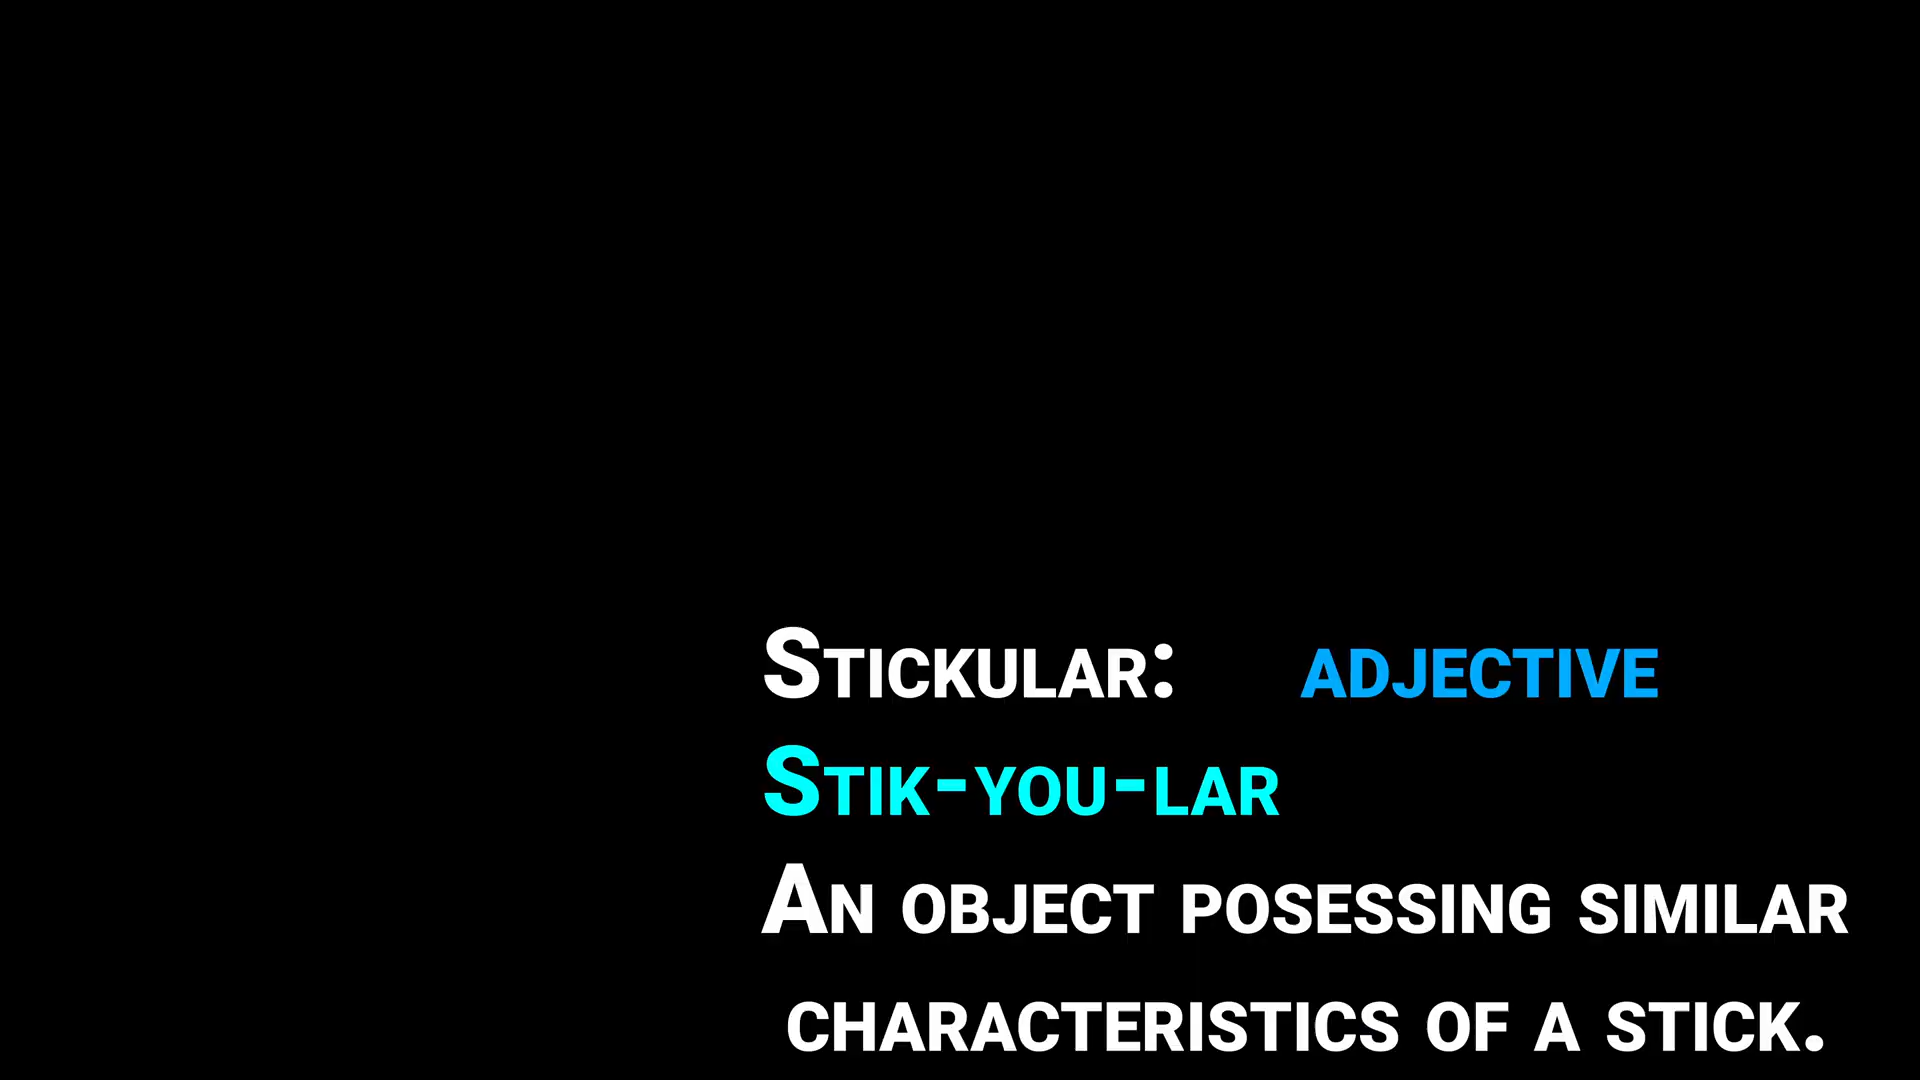 Stickular: adjective
Stik-you-lar
An object posessing similar
characteristics of a stick.